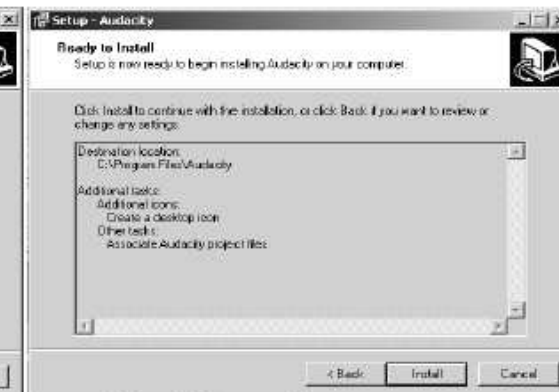 Setup - Audacity
Ready to Install
Setup is now ready to begin installing Audacity on your computer.
Click Install to continue with the installation, or click Back if you want to review or
change any settings.
Destination location:
C:\Program Files\Audacity
Additional tasks:
Additional icons:
Create a desktop icon
Other tasks:
Associate Audacity project files
< Back
Install
Cancel